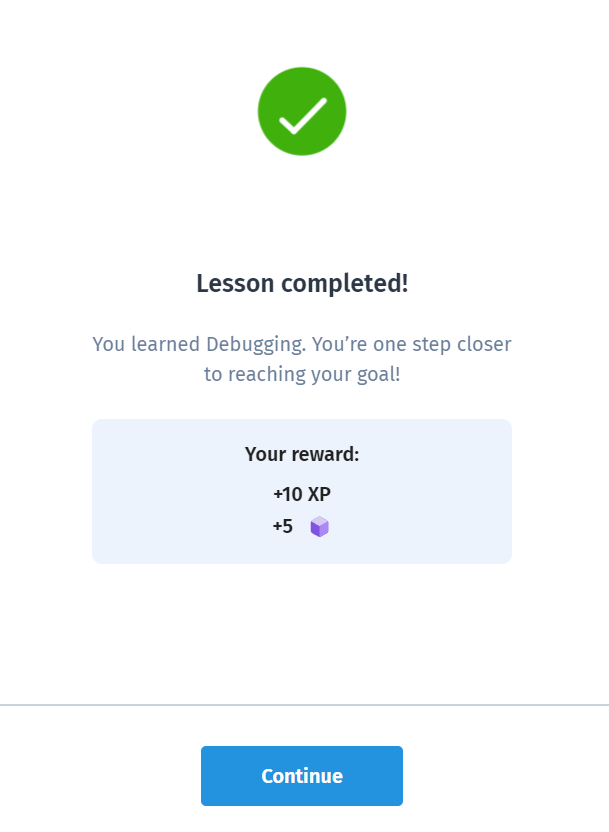 Lesson completed!
You learned Debugging. You’re one step closer
to reaching your goal!
Your reward:
+10 XP
+5
Continue